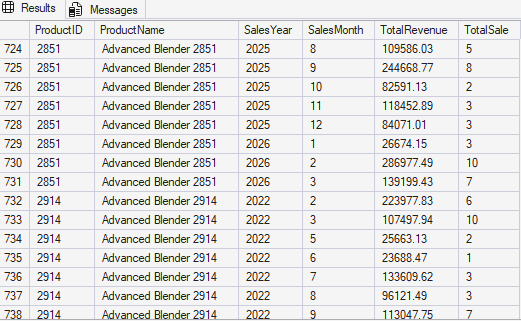 Results Messages
ProductID ProductName SalesYear SalesMonth TotalRevenue TotalSale
724 2851 Advanced Blender 2851 2025 8 109586.03 5
725 2851 Advanced Blender 2851 2025 9 244668.77 8
726 2851 Advanced Blender 2851 2025 10 82591.13 2
727 2851 Advanced Blender 2851 2025 11 118452.89 3
728 2851 Advanced Blender 2851 2025 12 84071.01 3
729 2851 Advanced Blender 2851 2026 1 26674.15 3
730 2851 Advanced Blender 2851 2026 2 286977.49 10
731 2851 Advanced Blender 2851 2026 3 139199.43 7
732 2914 Advanced Blender 2914 2022 2 223977.83 6
733 2914 Advanced Blender 2914 2022 3 107497.94 10
734 2914 Advanced Blender 2914 2022 5 25663.13 2
735 2914 Advanced Blender 2914 2022 6 23688.47 1
736 2914 Advanced Blender 2914 2022 7 133609.62 3
737 2914 Advanced Blender 2914 2022 8 96121.49 3
738 2914 Advanced Blender 2914 2022 9 113047.75 7